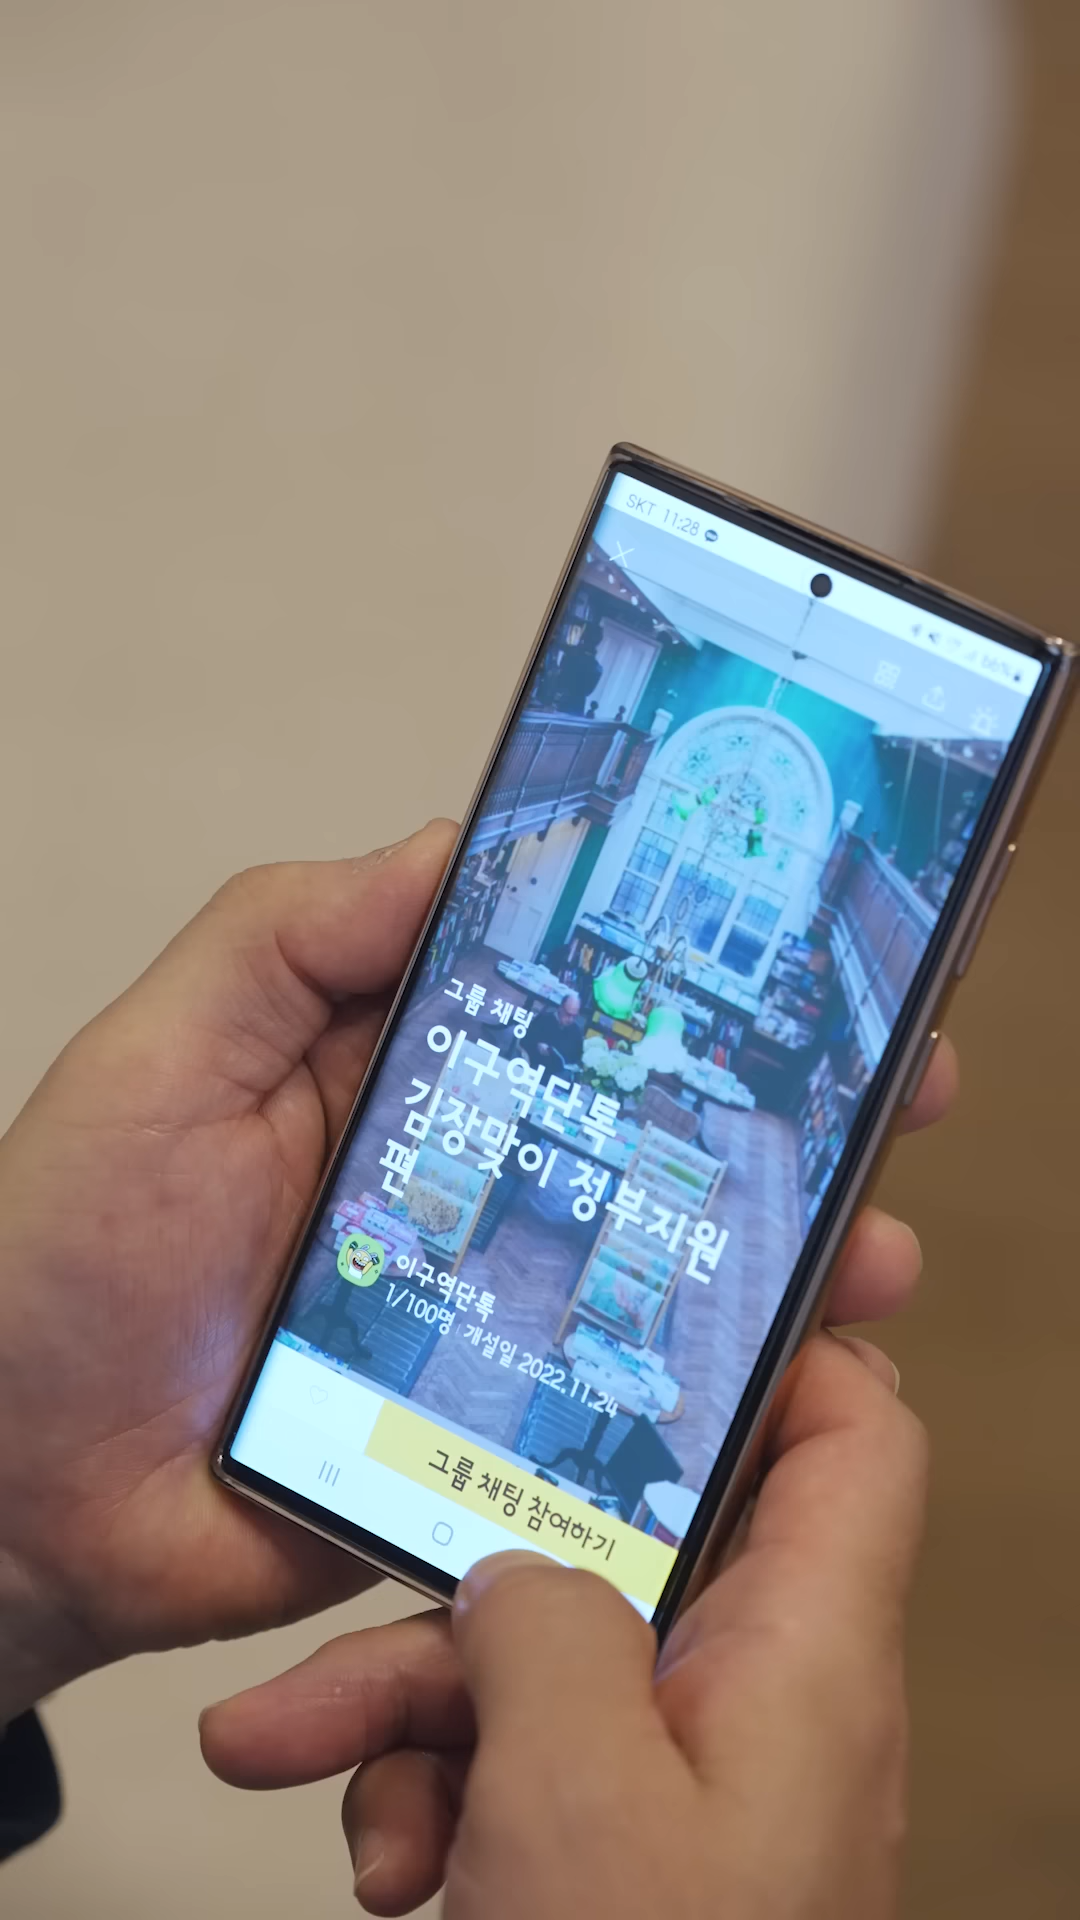 SKT 11:28
66%
그룹 채팅
이구역단톡
김장맞이 정부지원
편
이구역단톡
1/100명 | 개설일 2022.11.24
그룹 채팅 참여하기